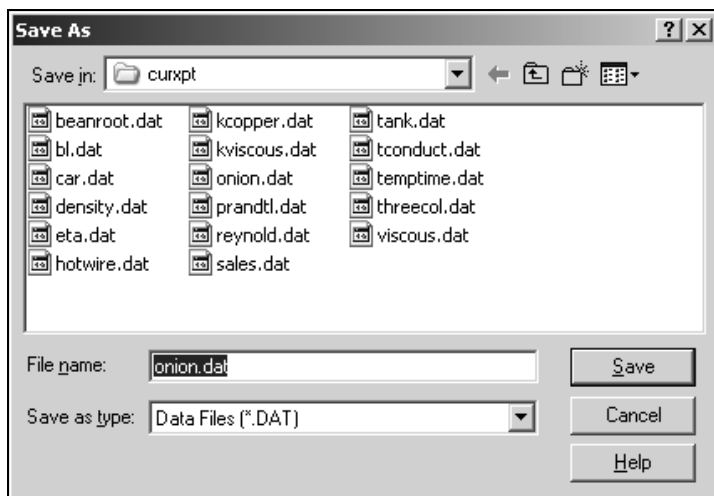 Save As
Save in: curxpt
beanroot.dat kcopper.dat tank.dat
bl.dat kviscous.dat tconduct.dat
car.dat onion.dat temptime.dat
density.dat prandtl.dat threecol.dat
eta.dat reynold.dat viscous.dat
hotwire.dat sales.dat
File name: onion.dat Save
Save as type: Data Files (*.DAT) Cancel
Help